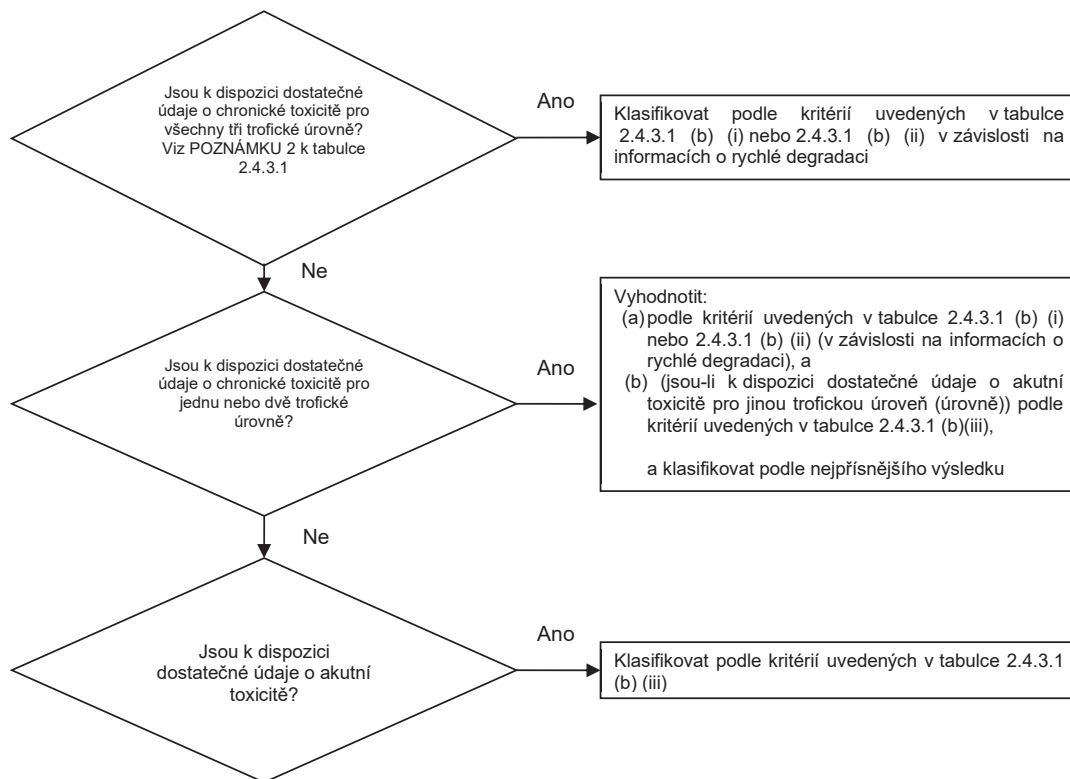 Jsou k dispozici dostatečné
údaje o chronické toxicitě pro
všechny tři trofické úrovně?
Viz POZNÁMKU 2 k tabulce
2.4.3.1
Ano
Klasifikovat podle kritérií uvedených v tabulce
2.4.3.1 (b) (i) nebo 2.4.3.1 (b) (ii) v závislosti na
informacích o rychlé degradaci
Ne
Jsou k dispozici dostatečné
údaje o chronické toxicitě pro
jednu nebo dvě trofické
úrovně?
Ano
Vyhodnotit:
(a) podle kritérií uvedených v tabulce 2.4.3.1 (b) (i)
nebo 2.4.3.1 (b) (ii) (v závislosti na informacích o
rychlé degradaci), a
(b) (jsou-li k dispozici dostatečné údaje o akutní
toxicitě pro jinou trofickou úroveň (úrovně)) podle
kritérií uvedených v tabulce 2.4.3.1 (b)(iii),
a klasifikovat podle nejpřísnějšího výsledku
Ne
Jsou k dispozici
dostatečné údaje o akutní
toxicitě?
Ano
Klasifikovat podle kritérií uvedených v tabulce 2.4.3.1
(b) (iii)